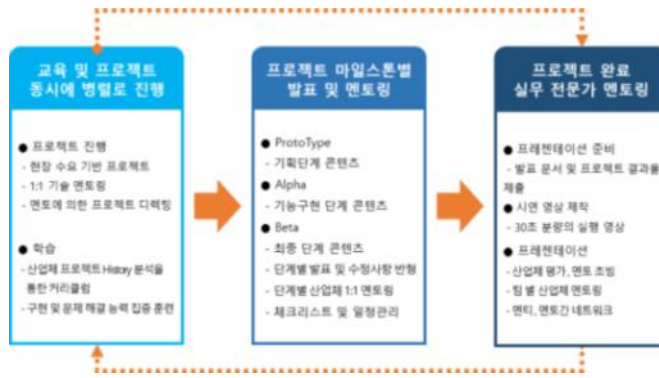 교육 및 프로젝트
동시에 병렬로 진행
● 프로젝트 진행
- 현장 수요 기반 프로젝트
- 1:1 기술 멘토링
- 멘토에 의한 프로젝트 디렉팅
● 학습
- 산업체 프로젝트 History 분석을
통한 커리큘럼
- 구현 및 문제 해결 능력 집중 훈련
프로젝트 마일스톤별
발표 및 멘토링
● ProtoType
- 기획단계 콘텐츠
● Alpha
- 기능구현 단계 콘텐츠
● Beta
- 최종 단계 콘텐츠
- 단계별 발표 및 수정사항 반영
- 단계별 산업체 1:1 멘토링
- 체크리스트 및 일정관리
프로젝트 완료
실무 전문가 멘토링
● 프레젠테이션 준비
- 발표 문서 및 프로젝트 결과물
제출
● 시연 영상 제작
- 30초 분량의 실행 영상
● 프레젠테이션
- 산업체 평가, 멘토 초빙
- 팀 별 산업체 멘토링
- 멘티, 멘토간 네트워크